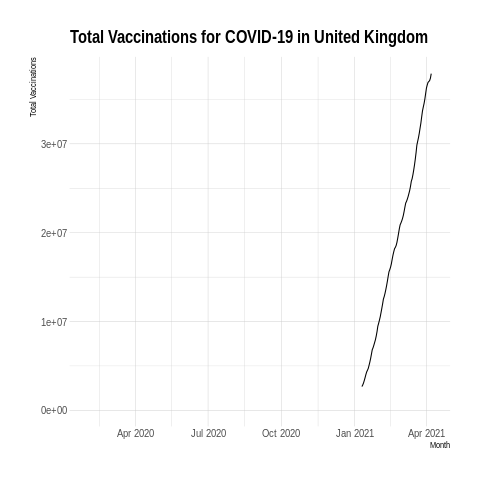 Total Vaccinations for COVID-19 in United Kingdom
Total Vaccinations
3e+07
2e+07
1e+07
0e+00
Apr 2020 Jul 2020 Oct 2020 Jan 2021 Apr 2021
Month